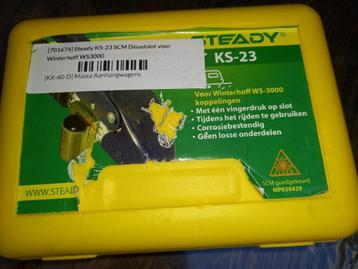 [701674] Steady KS-23 SCM Disselslot voor
Winterhoff WS3000
[KX-60-D] Masta Aanhangwagens
STEADY®
T KS-23
Voor Winterhoff WS-3000
koppelingen
• Met één vingerdruk op slot
• Tijdens het rijden te gebruiken
• Corrosiebestendig
• Geen losse onderdelen
WWW.STEAD
SCM goedgekeurd
MP030429